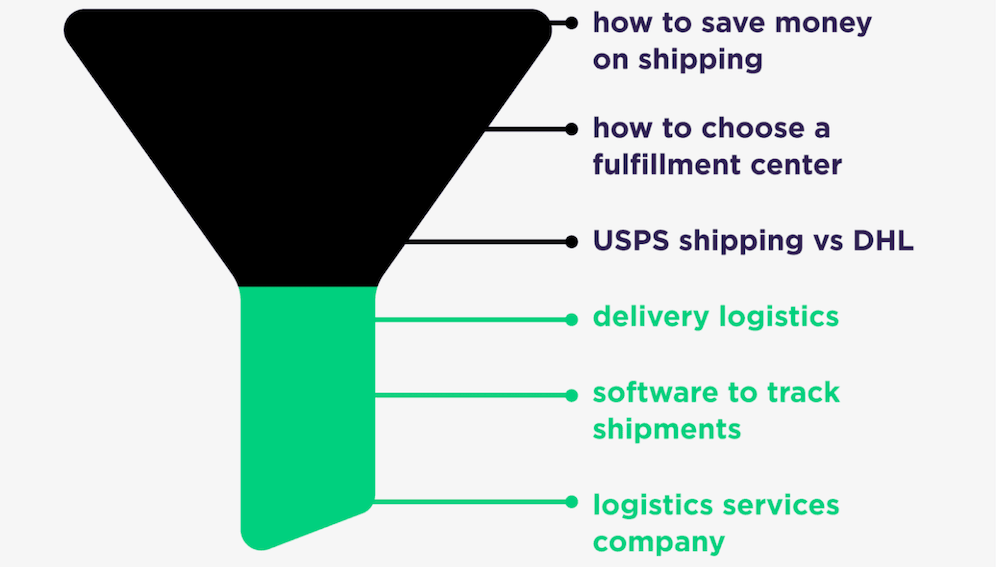 how to save money
on shipping
how to choose a
fulfillment center
USPS shipping vs DHL
delivery logistics
software to track
shipments
logistics services
company